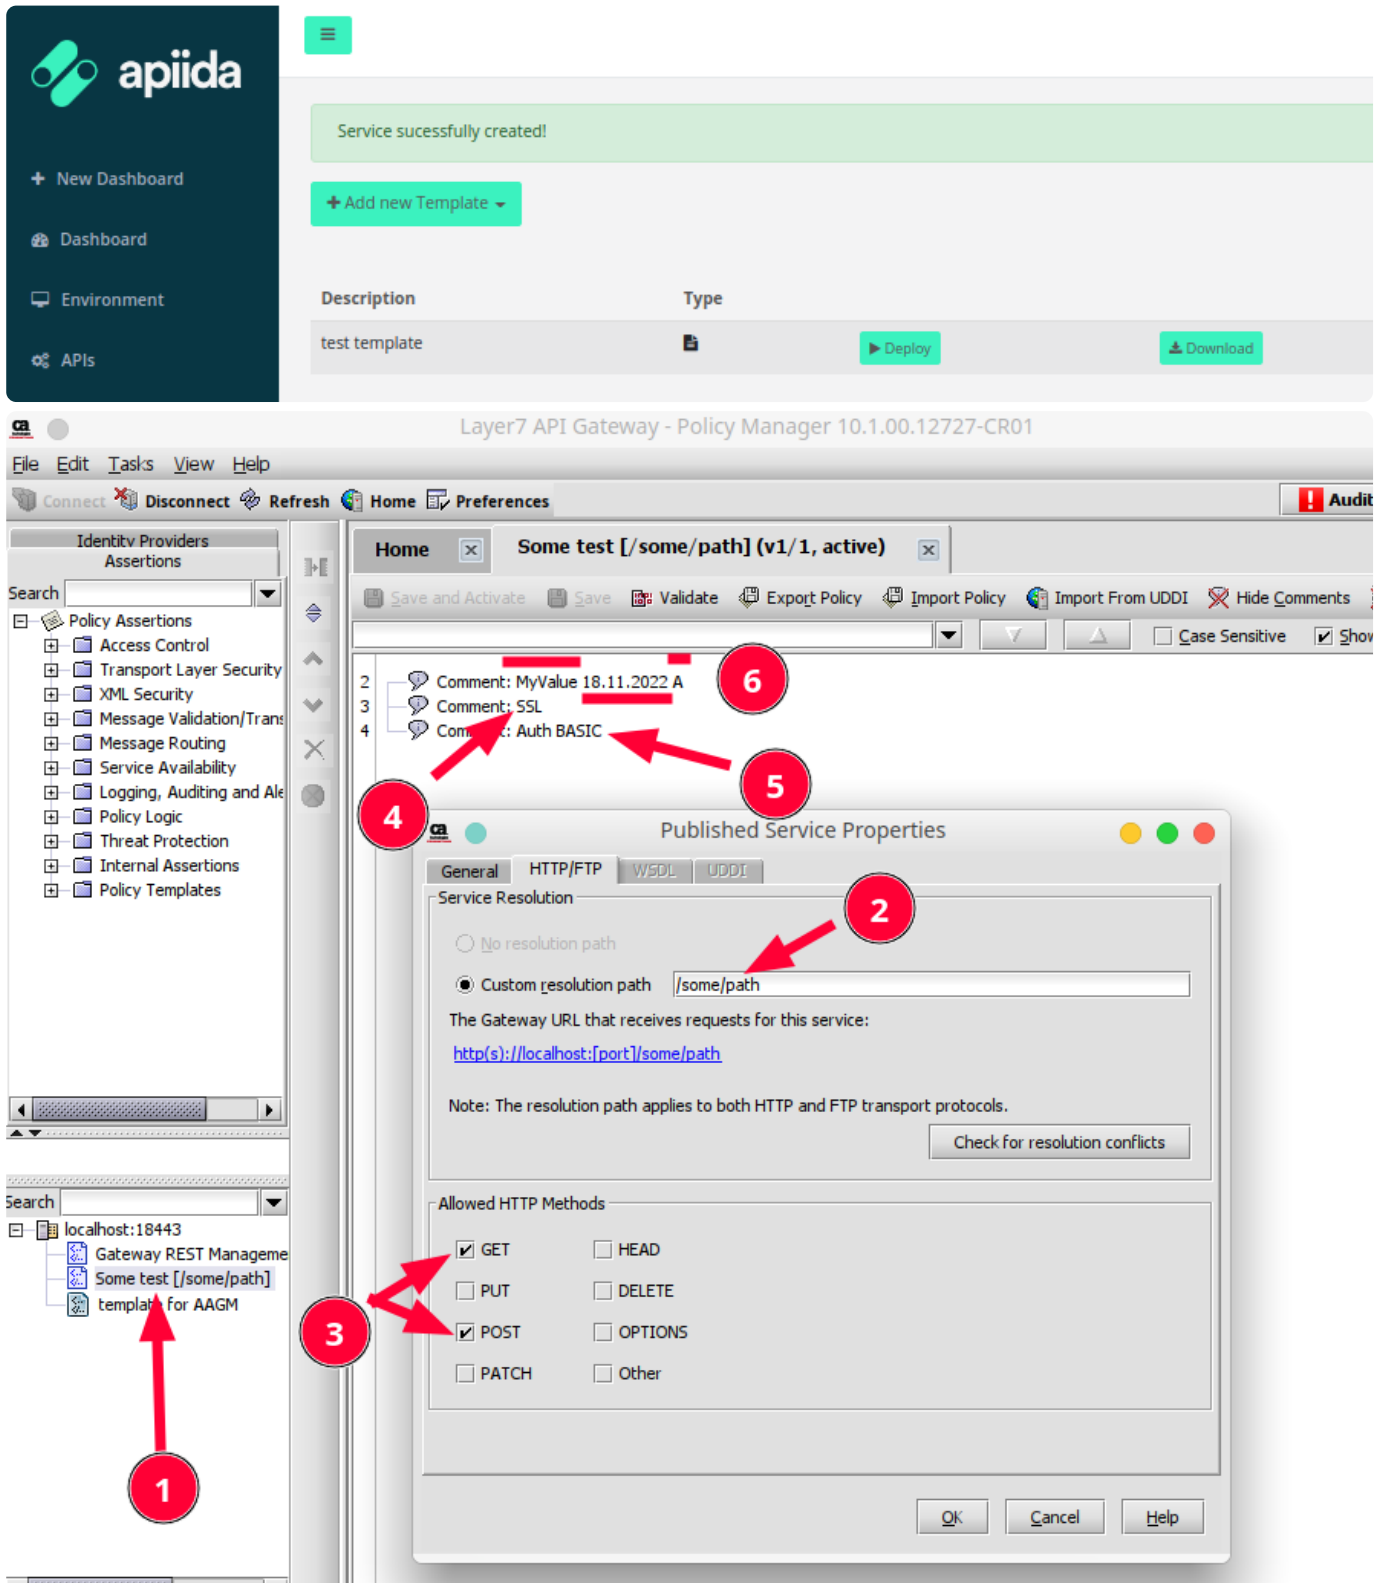 apiida
Service sucessfully created!
New Dashboard
Add new Template
Dashboard
Environment
Description Type
test template Deploy Download
APIs
ca
Layer7 API Gateway - Policy Manager 10.1.00.12727-CR01
File Edit Tasks View Help
Connect Disconnect Refresh Home Preferences Audit
Identity Providers
Assertions
Home Some test [/some/path] (v1/1, active)
Search
Save and Activate Save Validate Export Policy Import Policy Import From UDDI Hide Comments
Case Sensitive Show
Policy Assertions
Access Control
Transport Layer Security
XML Security
Message Validation/Trans
Message Routing
Service Availability
Logging, Auditing and Ale
Policy Logic
Threat Protection
Internal Assertions
Policy Templates
2 Comment: MyValue 18.11.2022 A
3 Comment: SSL
4 Comment: Auth BASIC
6
5
4
ca
Published Service Properties
General HTTP/FTP WSDL UDDI
Service Resolution
2
No resolution path
Custom resolution path /some/path
The Gateway URL that receives requests for this service:
http(s)://localhost:[port]/some/path
Note: The resolution path applies to both HTTP and FTP transport protocols.
Check for resolution conflicts
Allowed HTTP Methods
GET HEAD
PUT DELETE
POST OPTIONS
PATCH Other
3
OK Cancel Help
Search
localhost:18443
Gateway REST Manageme
Some test [/some/path]
template for AAGM
1